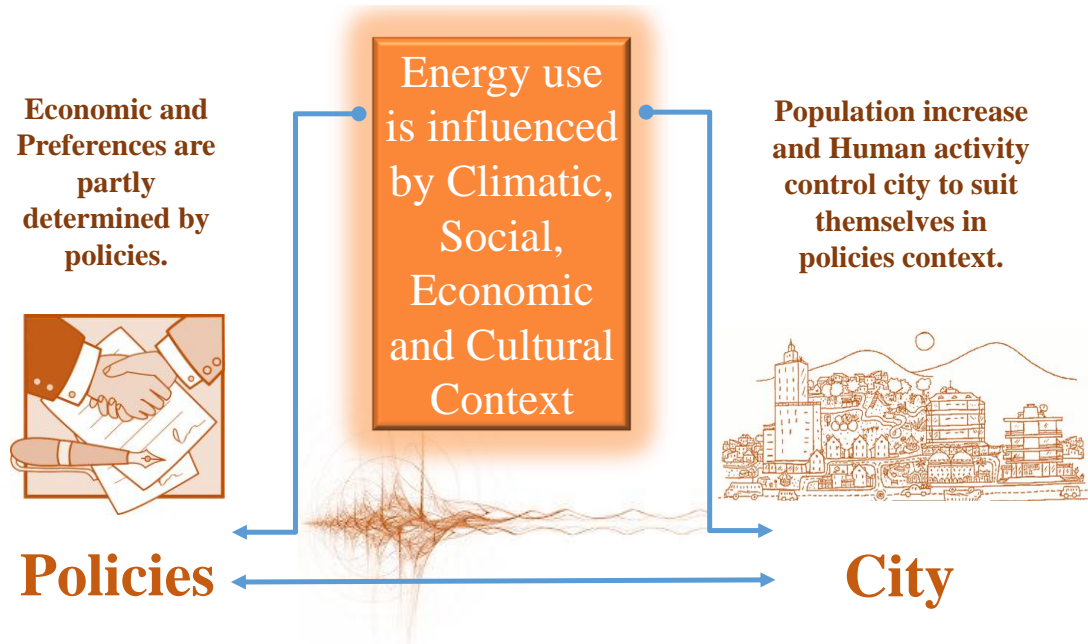 Economic and
Preferences are
partly
determined by
policies.
Energy use
is influenced
by Climatic,
Social,
Economic
and Cultural
Context
Population increase
and Human activity
control city to suit
themselves in
policies context.
Policies
City